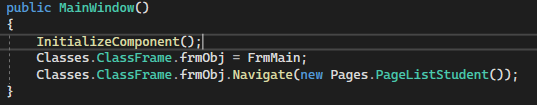 public MainWindow()
{
InitializeComponent();
Classes.ClassFrame.frmObj = FrmMain;
Classes.ClassFrame.frmObj.Navigate(new Pages.PageListStudent());
}